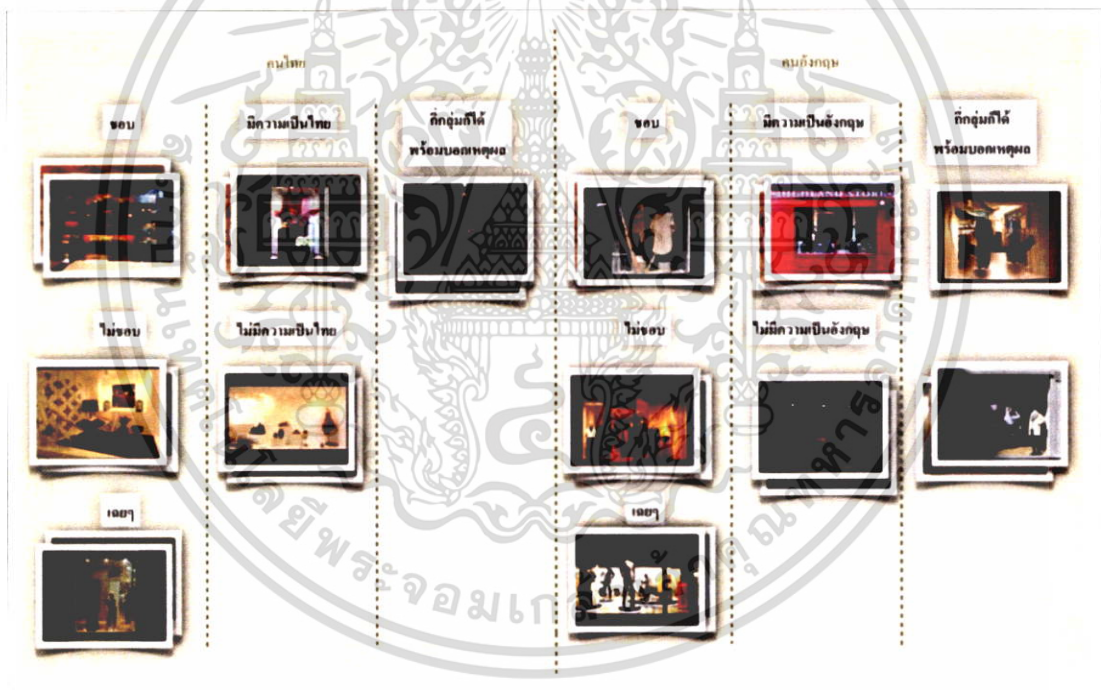 คนไทย
คนอังกฤษ
ชอบ
มีความเป็นไทย
กี่กลุ่มก็ได้
พร้อมบอกเหตุผล
ชอบ
มีความเป็นอังกฤษ
กี่กลุ่มก็ได้
พร้อมบอกเหตุผล
ไม่ชอบ
ไม่มีความเป็นไทย
ไม่ชอบ
ไม่มีความเป็นอังกฤษ
เฉยๆ
เฉยๆ